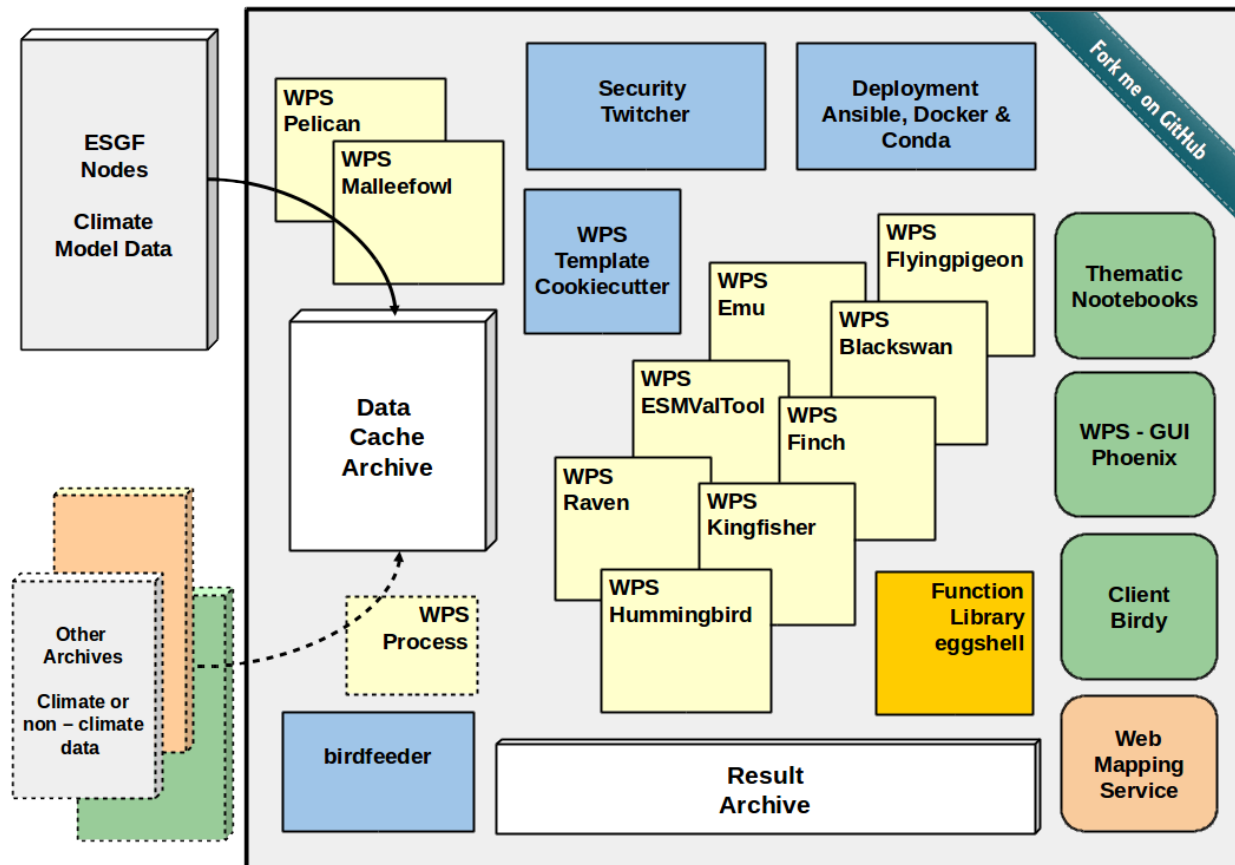 ESGF
Nodes
Climate
Model Data
Other
Archives
Climate or
non – climate
data
WPS
Pelican
WPS
Malleefowl
Data
Cache
Archive
WPS
Process
birdfeeder
Security
Twitcher
Deployment
Ansible, Docker &
Conda
WPS
Template
Cookiecutter
WPS
Flyingpigeon
WPS
Emu
WPS
Blackswan
WPS
ESMValTool
WPS
Finch
WPS
Raven
WPS
Kingfisher
WPS
Hummingbird
Function
Library
eggshell
Result
Archive
Fork me on GitHub
Thematic
Nootebooks
WPS - GUI
Phoenix
Client
Birdy
Web
Mapping
Service